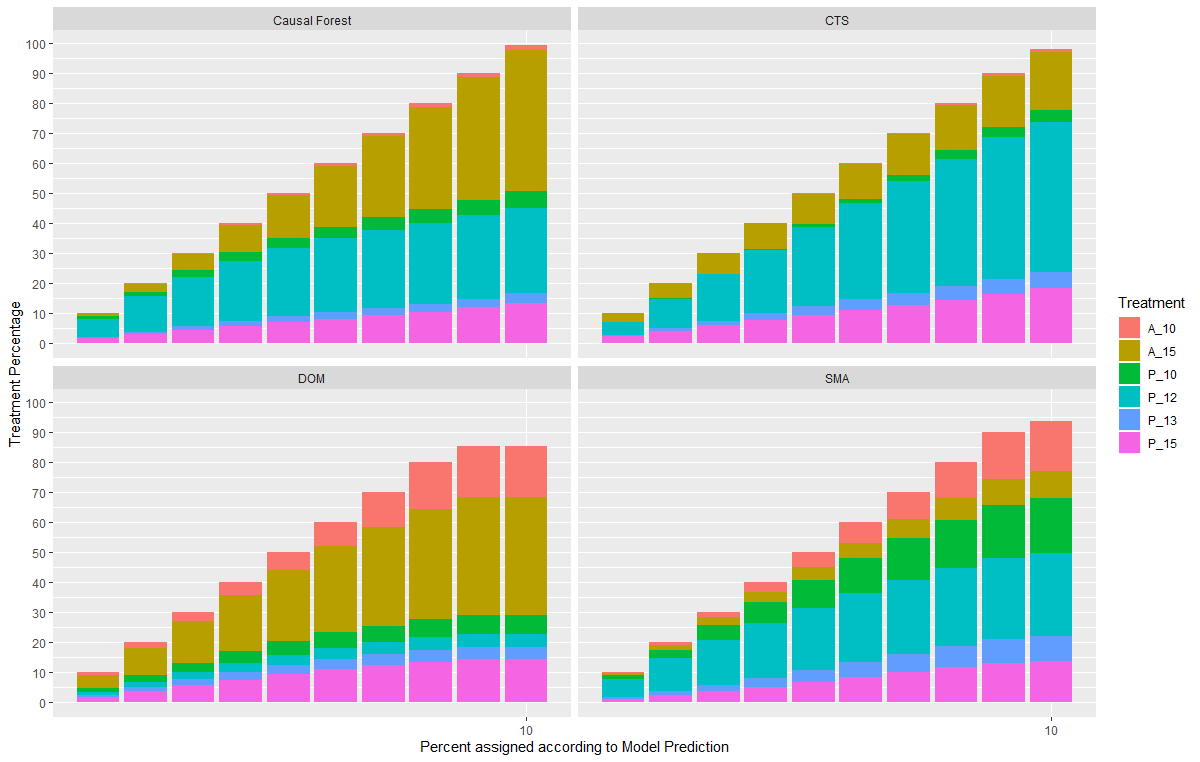 Causal Forest
CTS
100
90
80
70
60
50
40
30
20
10
0
DOM
SMA
100
90
80
70
60
50
40
30
20
10
0
10
10
Treatment Percentage
Percent assigned according to Model Prediction
Treatment
A_10
A_15
P_10
P_12
P_13
P_15